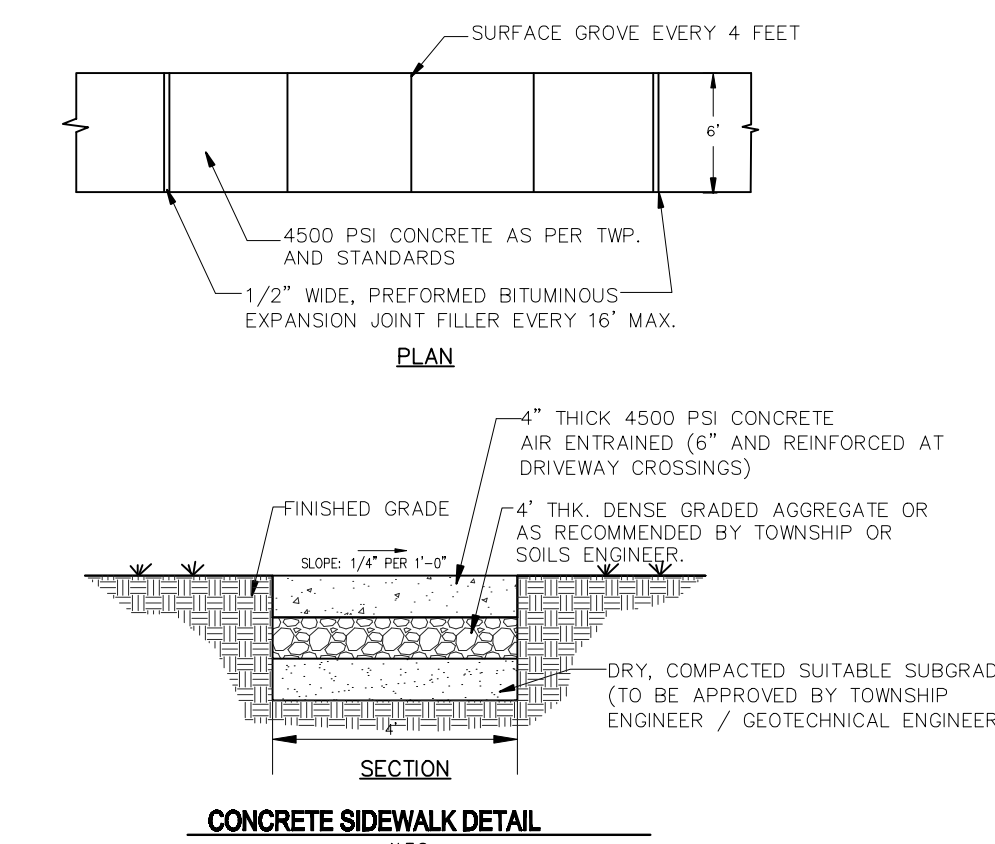 SURFACE GROVE EVERY 4 FEET
6'
4500 PSI CONCRETE AS PER TWP.
AND STANDARDS
1/2" WIDE, PREFORMED BITUMINOUS
EXPANSION JOINT FILLER EVERY 16' MAX.
PLAN
4" THICK 4500 PSI CONCRETE
AIR ENTRAINED (6" AND REINFORCED AT
DRIVEWAY CROSSINGS)
FINISHED GRADE
4' THK. DENSE GRADED AGGREGATE OR
AS RECOMMENDED BY TOWNSHIP OR
SOILS ENGINEER.
SLOPE: 1/4" PER 1'-0"
DRY, COMPACTED SUITABLE SUBGRAD
(TO BE APPROVED BY TOWNSHIP
ENGINEER / GEOTECHNICAL ENGINEER
4'
SECTION
CONCRETE SIDEWALK DETAIL